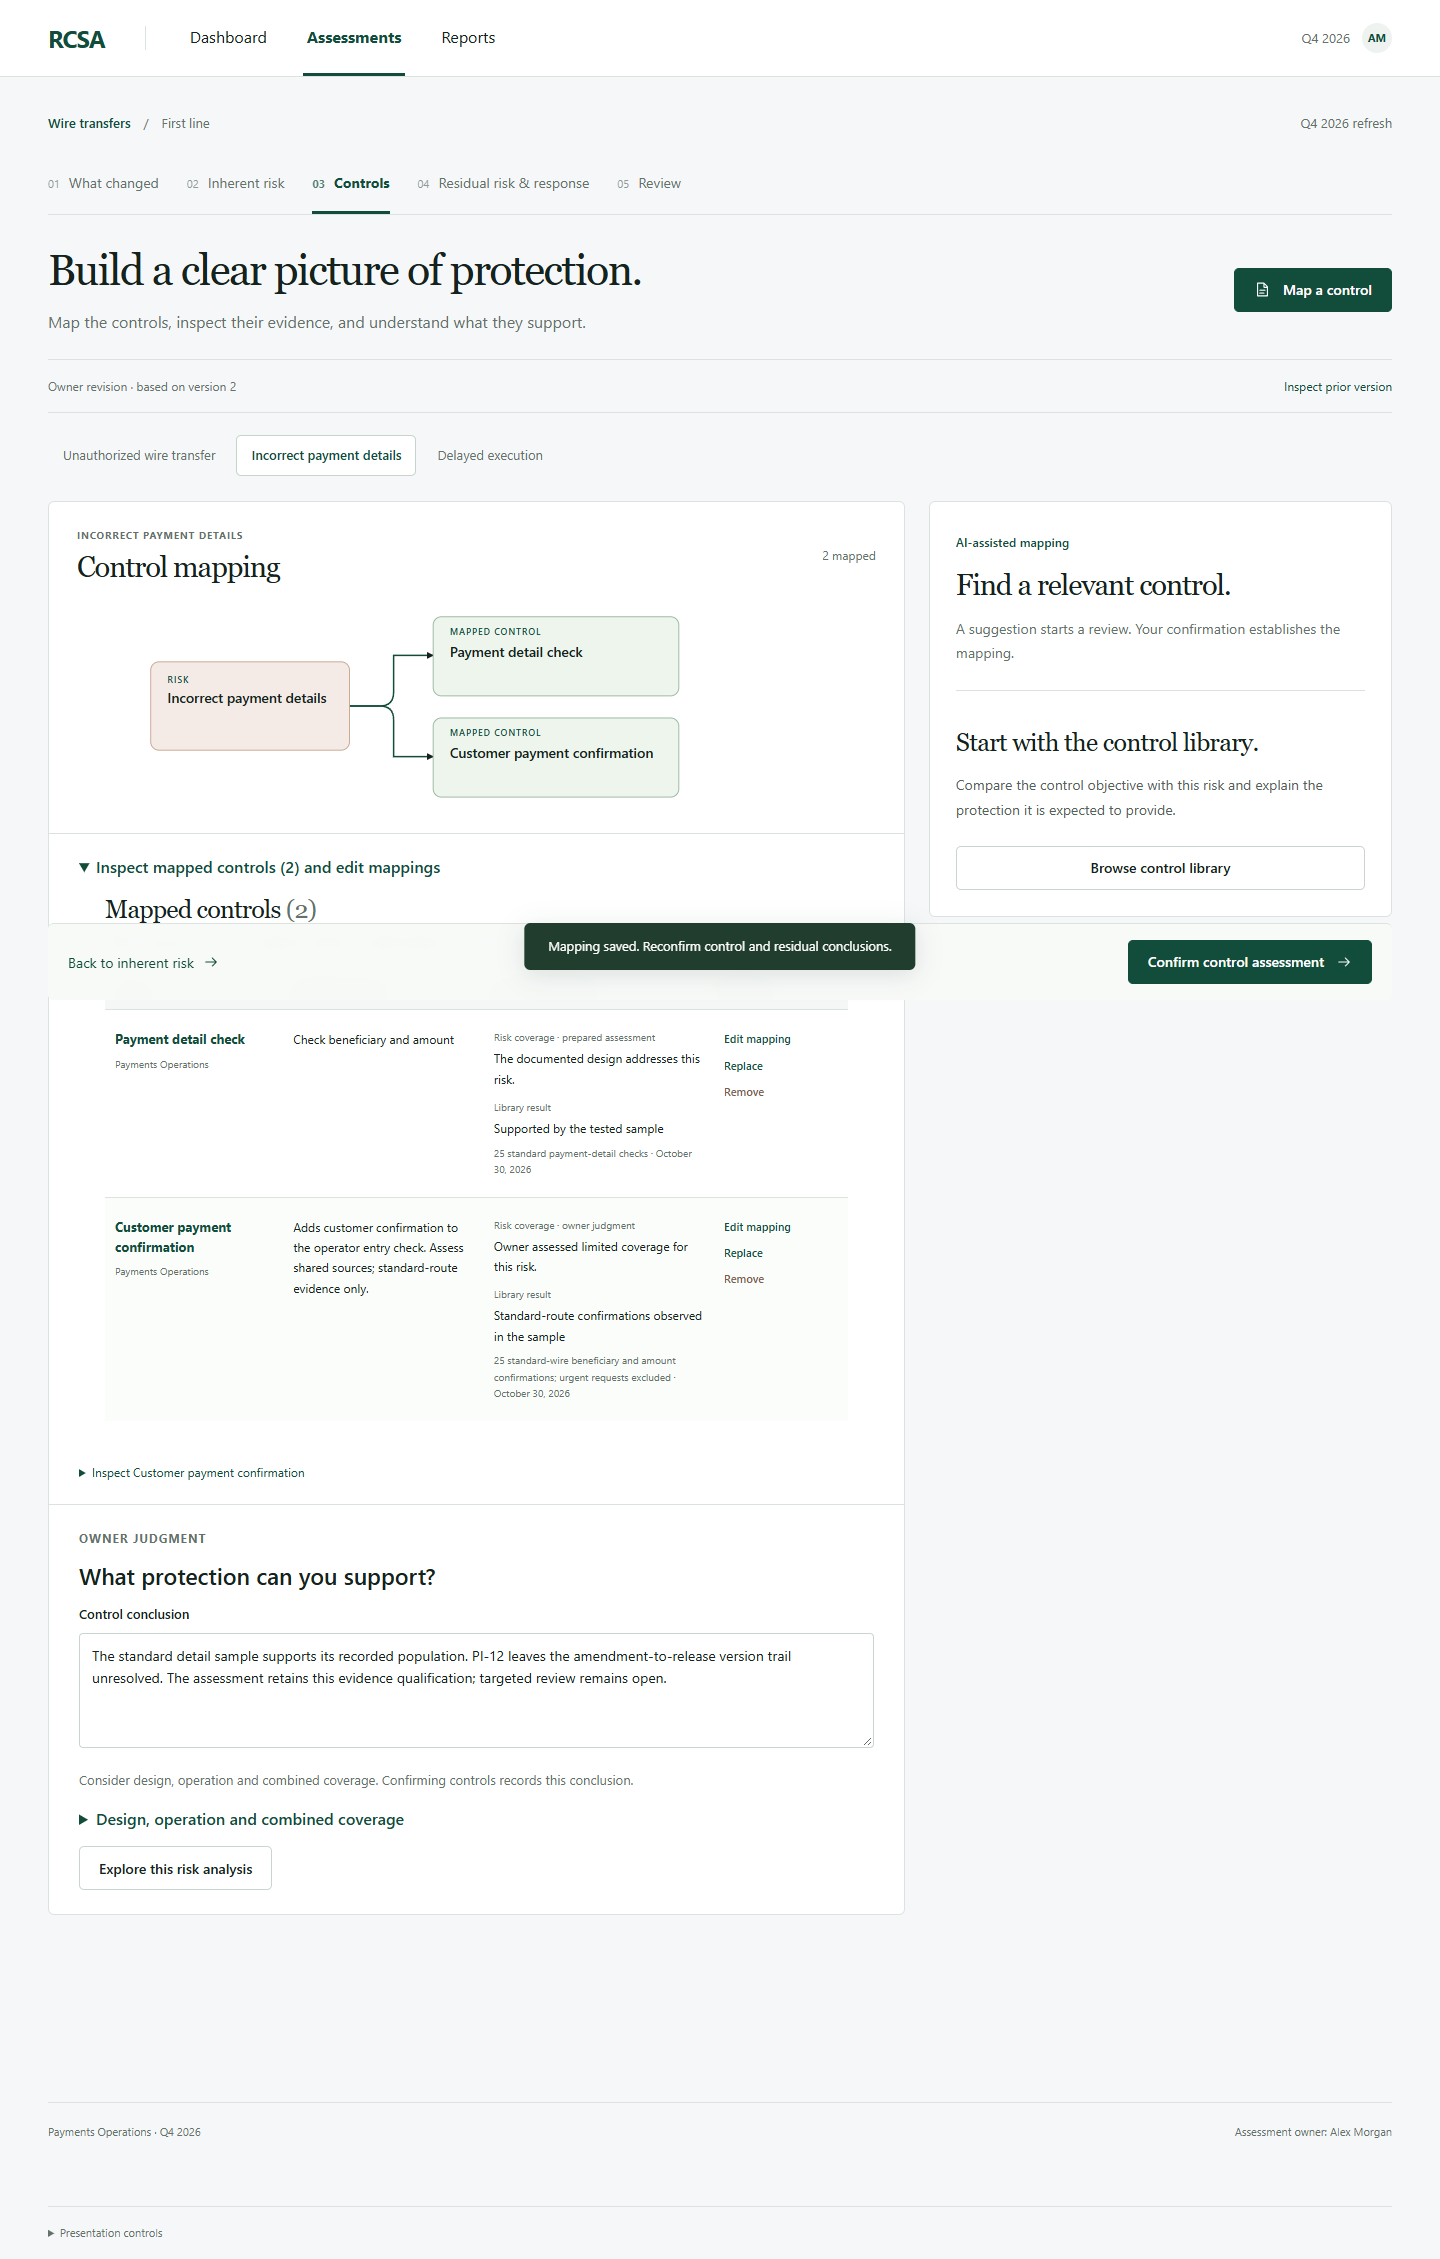 RCSA
Dashboard
Assessments
Reports
Q4 2026
AM
Wire transfers / First line
Q4 2026 refresh
01 What changed
02 Inherent risk
03 Controls
04 Residual risk & response
05 Review
Build a clear picture of protection.
Map the controls, inspect their evidence, and understand what they support.
Map a control
Owner revision · based on version 2
Inspect prior version
Unauthorized wire transfer
Incorrect payment details
Delayed execution
INCORRECT PAYMENT DETAILS
Control mapping
2 mapped
RISK
Incorrect payment details
MAPPED CONTROL
Payment detail check
MAPPED CONTROL
Customer payment confirmation
AI-assisted mapping
Find a relevant control.
A suggestion starts a review. Your confirmation establishes the
mapping.
Start with the control library.
Compare the control objective with this risk and explain the
protection it is expected to provide.
Browse control library
Inspect mapped controls (2) and edit mappings
Mapped controls (2)
Back to inherent risk
Mapping saved. Reconfirm control and residual conclusions.
Confirm control assessment
Payment detail check
Payments Operations
Check beneficiary and amount
Risk coverage · prepared assessment
The documented design addresses this
risk.
Library result
Supported by the tested sample
25 standard payment-detail checks · October
30, 2026
Edit mapping
Replace
Remove
Customer payment
confirmation
Payments Operations
Adds customer confirmation to
the operator entry check. Assess
shared sources; standard-route
evidence only.
Risk coverage · owner judgment
Owner assessed limited coverage for
this risk.
Library result
Standard-route confirmations observed
in the sample
25 standard-wire beneficiary and amount
confirmations; urgent requests excluded ·
October 30, 2026
Edit mapping
Replace
Remove
Inspect Customer payment confirmation
OWNER JUDGMENT
What protection can you support?
Control conclusion
The standard detail sample supports its recorded population. PI-12 leaves the amendment-to-release version trail
unresolved. The assessment retains this evidence qualification; targeted review remains open.
Consider design, operation and combined coverage. Confirming controls records this conclusion.
Design, operation and combined coverage
Explore this risk analysis
Payments Operations · Q4 2026
Assessment owner: Alex Morgan
Presentation controls